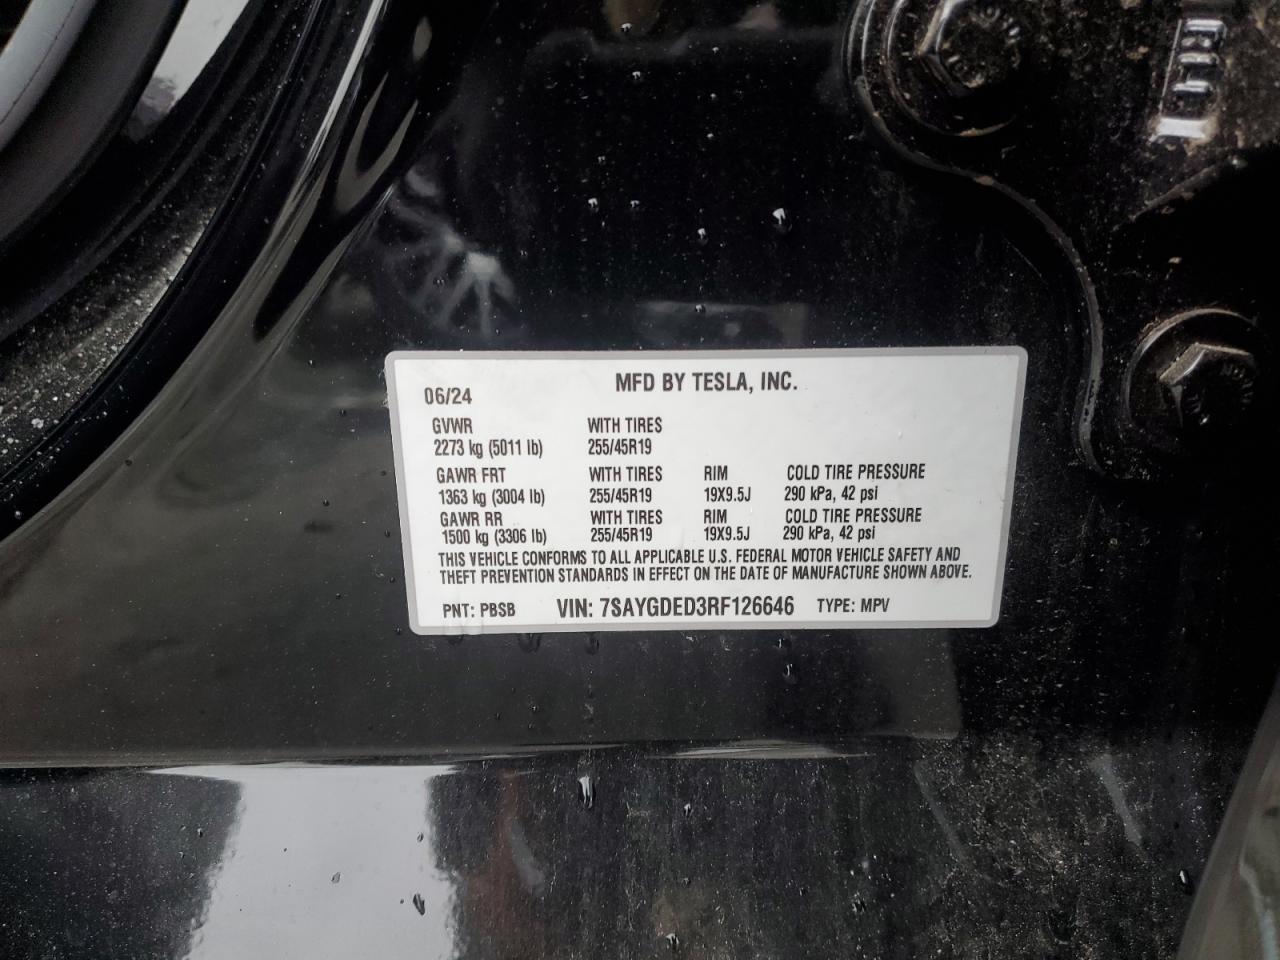 06/24 MFD BY TESLA, INC.
GVWR WITH TIRES
2273 kg (5011 lb) 255/45R19
GAWR FRT WITH TIRES RIM COLD TIRE PRESSURE
1363 kg (3004 lb) 255/45R19 19X9.5J 290 kPa, 42 psi
GAWR RR WITH TIRES RIM COLD TIRE PRESSURE
1500 kg (3306 lb) 255/45R19 19X9.5J 290 kPa, 42 psi
THIS VEHICLE CONFORMS TO ALL APPLICABLE U.S. FEDERAL MOTOR VEHICLE SAFETY AND
THEFT PREVENTION STANDARDS IN EFFECT ON THE DATE OF MANUFACTURE SHOWN ABOVE.
PNT: PBSB VIN: 7SAYGDED3RF126646 TYPE: MPV